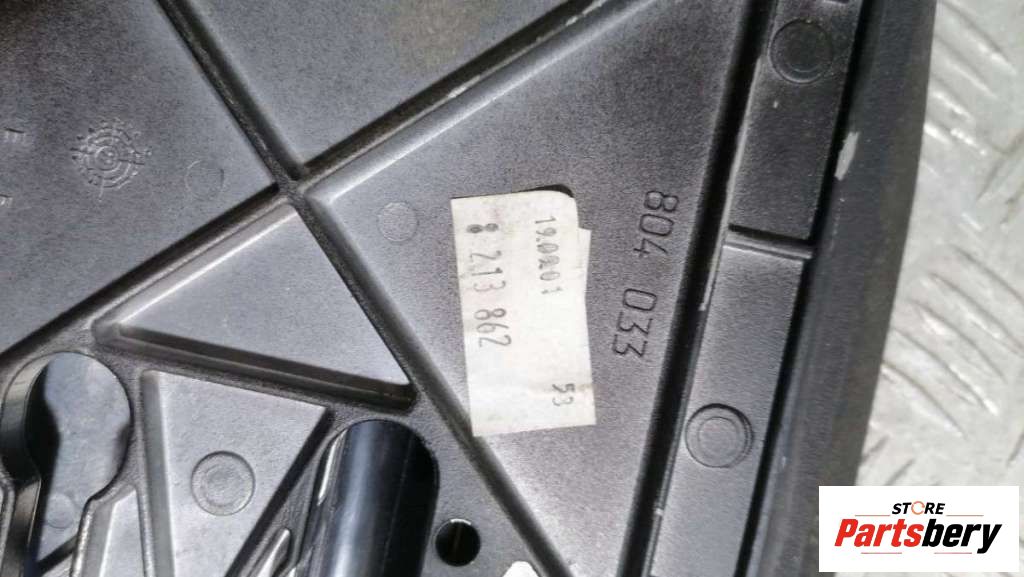 19.02.01
8 213 862
53
804 033
STORE
Partsbery